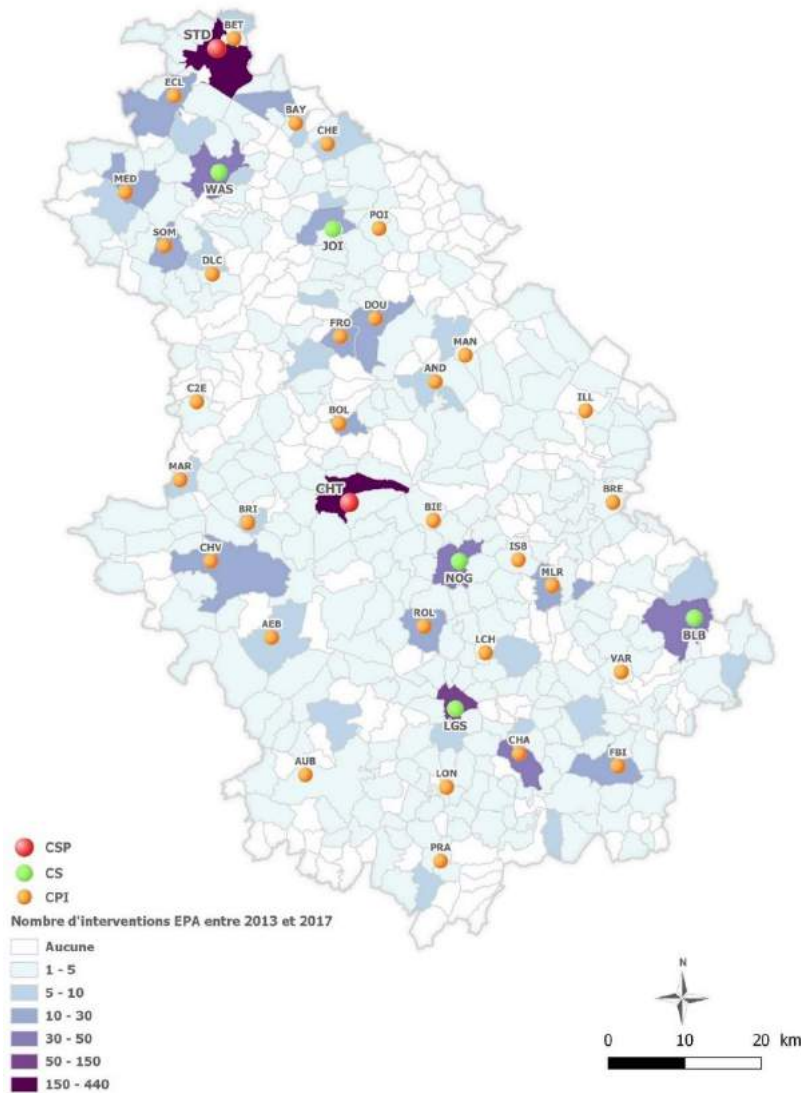 BET
STD
ECL
BAY
CHE
MED
WAS
SOM
POI
JOI
DLC
DOU
FRO
MAN
AND
C2E
ILL
BOL
MAR
CHT
BRE
BRI
BIE
CHV
ISB
NOG
MLR
ROL
AEB
BLB
LCH
VAR
LGS
CHA
FBI
AUB
LON
PRA
CSP
CS
CPI
Nombre d'interventions EPA entre 2013 et 2017
Aucune
1 - 5
5 - 10
10 - 30
30 - 50
50 - 150
150 - 440
N
0 10 20 km